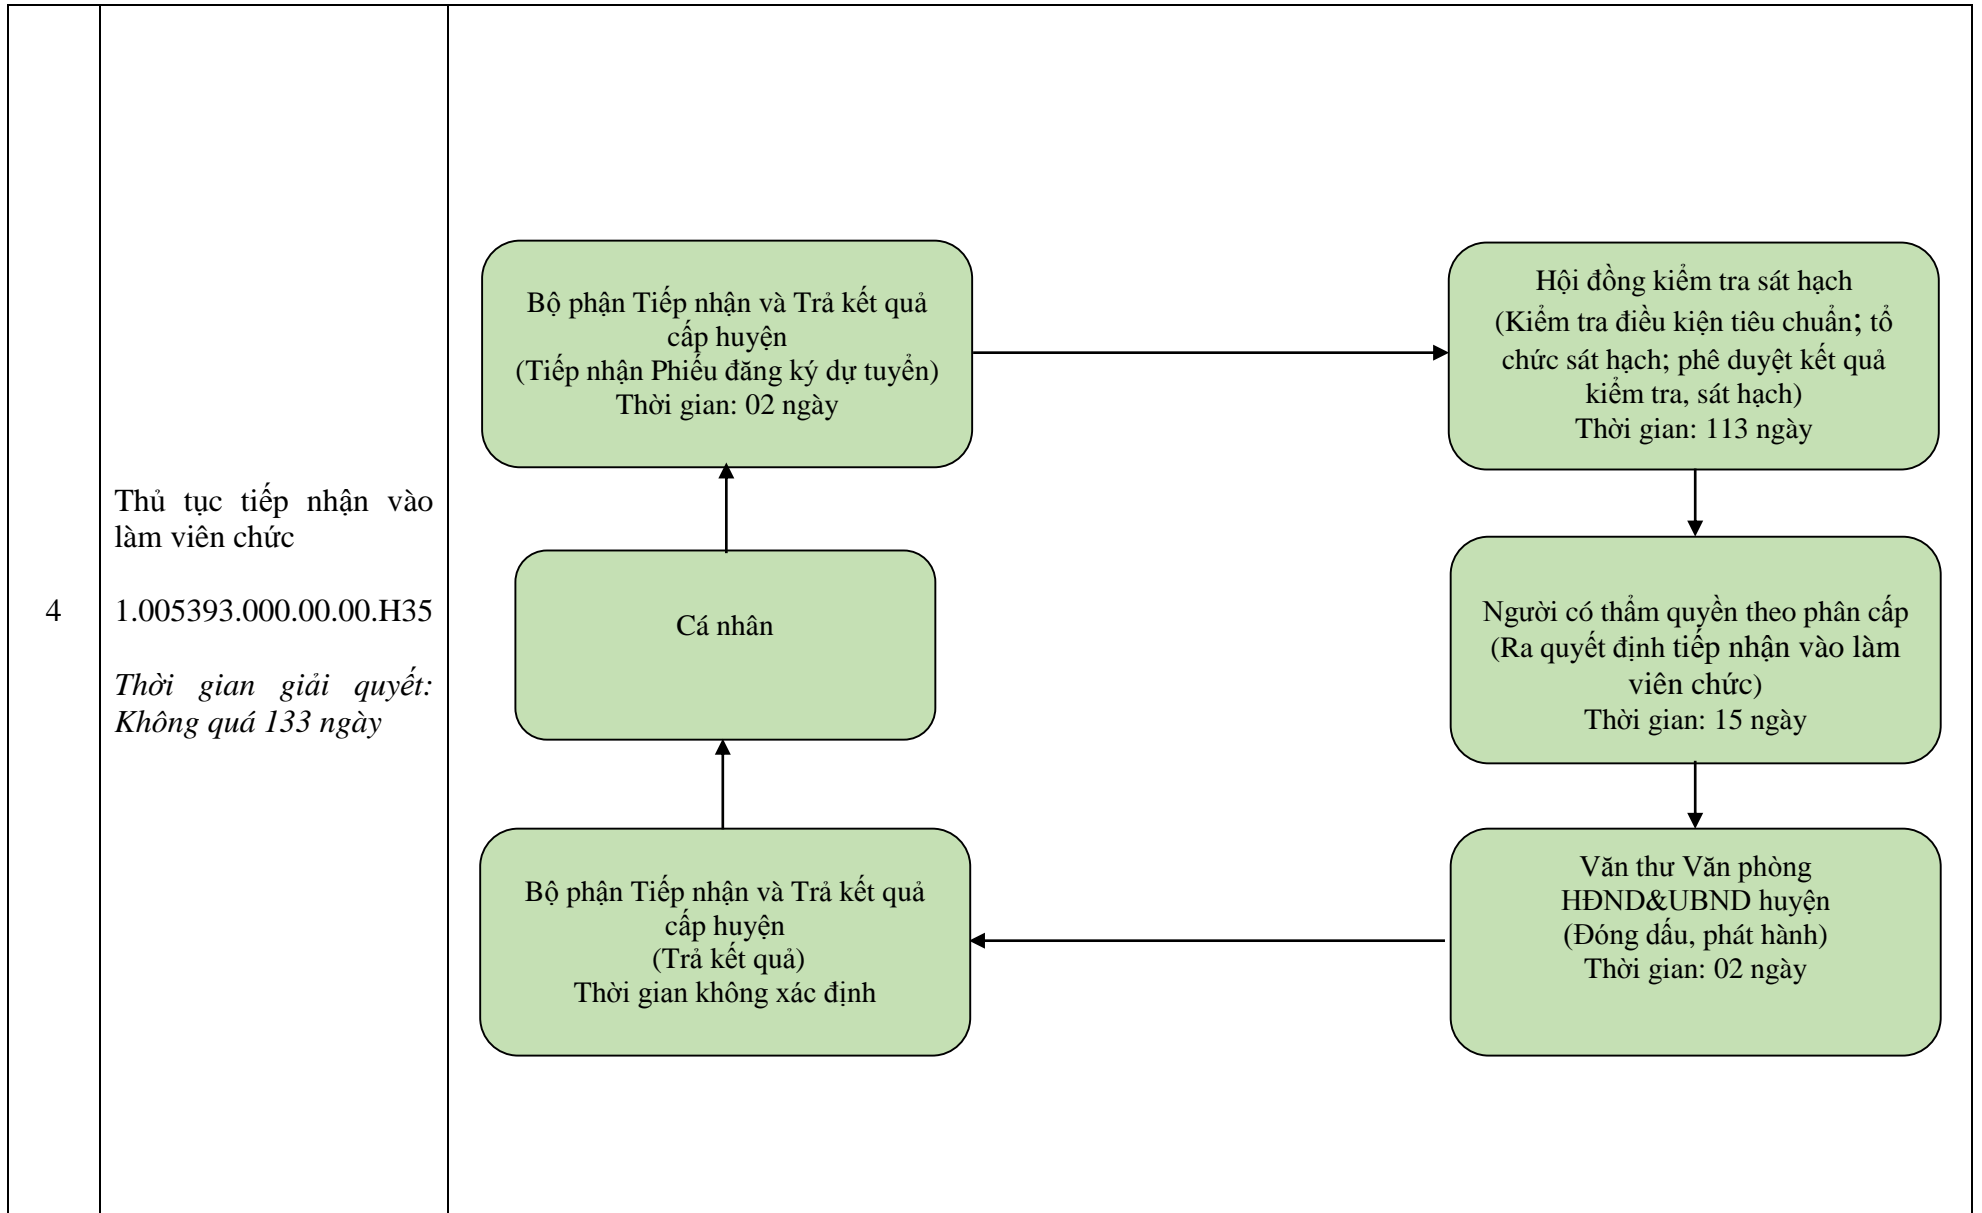 4
Thủ tục tiếp nhận vào
làm viên chức
1.005393.000.00.00.H35
Thời gian giải quyết:
Không quá 133 ngày
Bộ phận Tiếp nhận và Trả kết quả
cấp huyện
(Tiếp nhận Phiếu đăng ký dự tuyển)
Thời gian: 02 ngày
Hội đồng kiểm tra sát hạch
(Kiểm tra điều kiện tiêu chuẩn; tổ
chức sát hạch; phê duyệt kết quả
kiểm tra, sát hạch)
Thời gian: 113 ngày
Cá nhân
Người có thẩm quyền theo phân cấp
(Ra quyết định tiếp nhận vào làm
viên chức)
Thời gian: 15 ngày
Bộ phận Tiếp nhận và Trả kết quả
cấp huyện
(Trả kết quả)
Thời gian không xác định
Văn thư Văn phòng
HĐND&UBND huyện
(Đóng dấu, phát hành)
Thời gian: 02 ngày